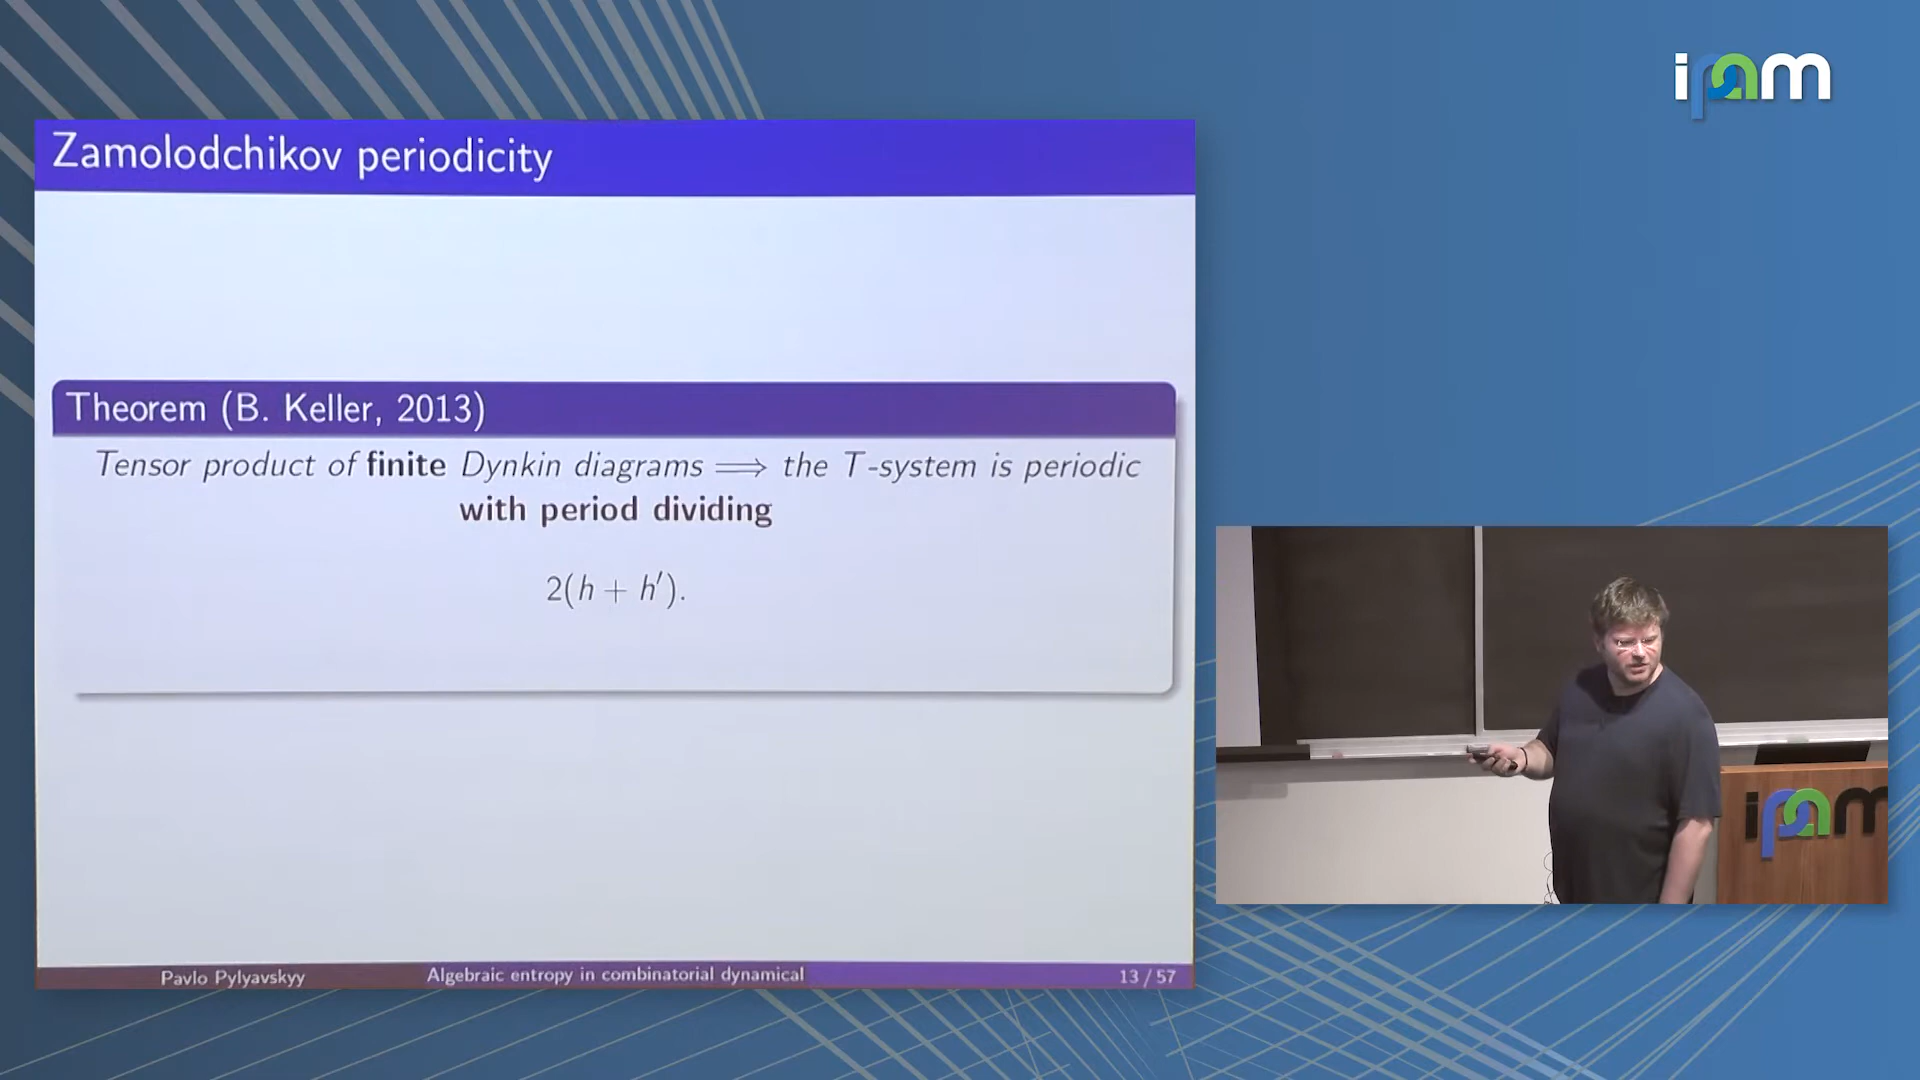 ipam
Zamolodchikov periodicity
Theorem (B. Keller, 2013)
Tensor product of finite Dynkin diagrams ⟹ the T-system is periodic
with period dividing
2(h + h′).
ipam
Pavlo Pylyavskyy
Algebraic entropy in combinatorial dynamical
13 / 57